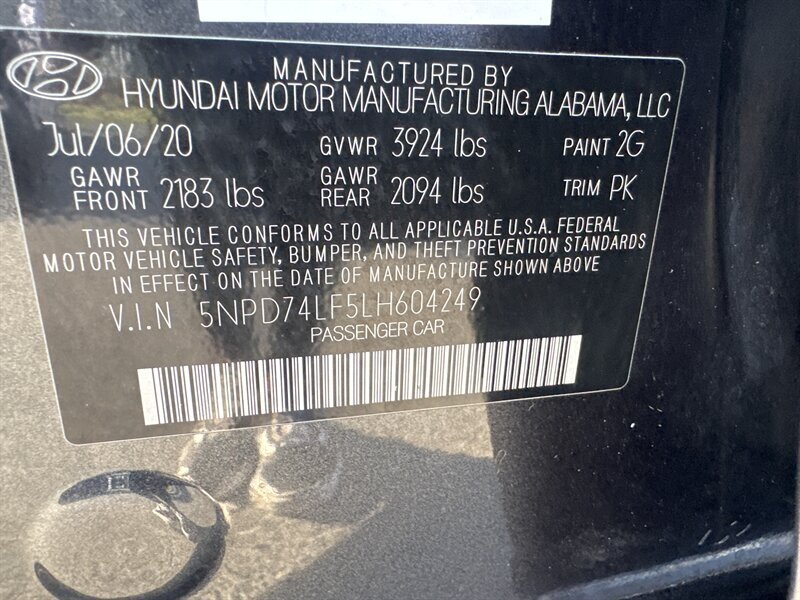 MANUFACTURED BY
HYUNDAI MOTOR MANUFACTURING ALABAMA, LLC
Jul/06/20 GVWR 3924 lbs PAINT 2G
GAWR FRONT 2183 lbs GAWR REAR 2094 lbs TRIM PK
THIS VEHICLE CONFORMS TO ALL APPLICABLE U.S.A. FEDERAL
MOTOR VEHICLE SAFETY, BUMPER, AND THEFT PREVENTION STANDARDS
IN EFFECT ON THE DATE OF MANUFACTURE SHOWN ABOVE
V.I.N 5NPD74LF5LH604249
PASSENGER CAR